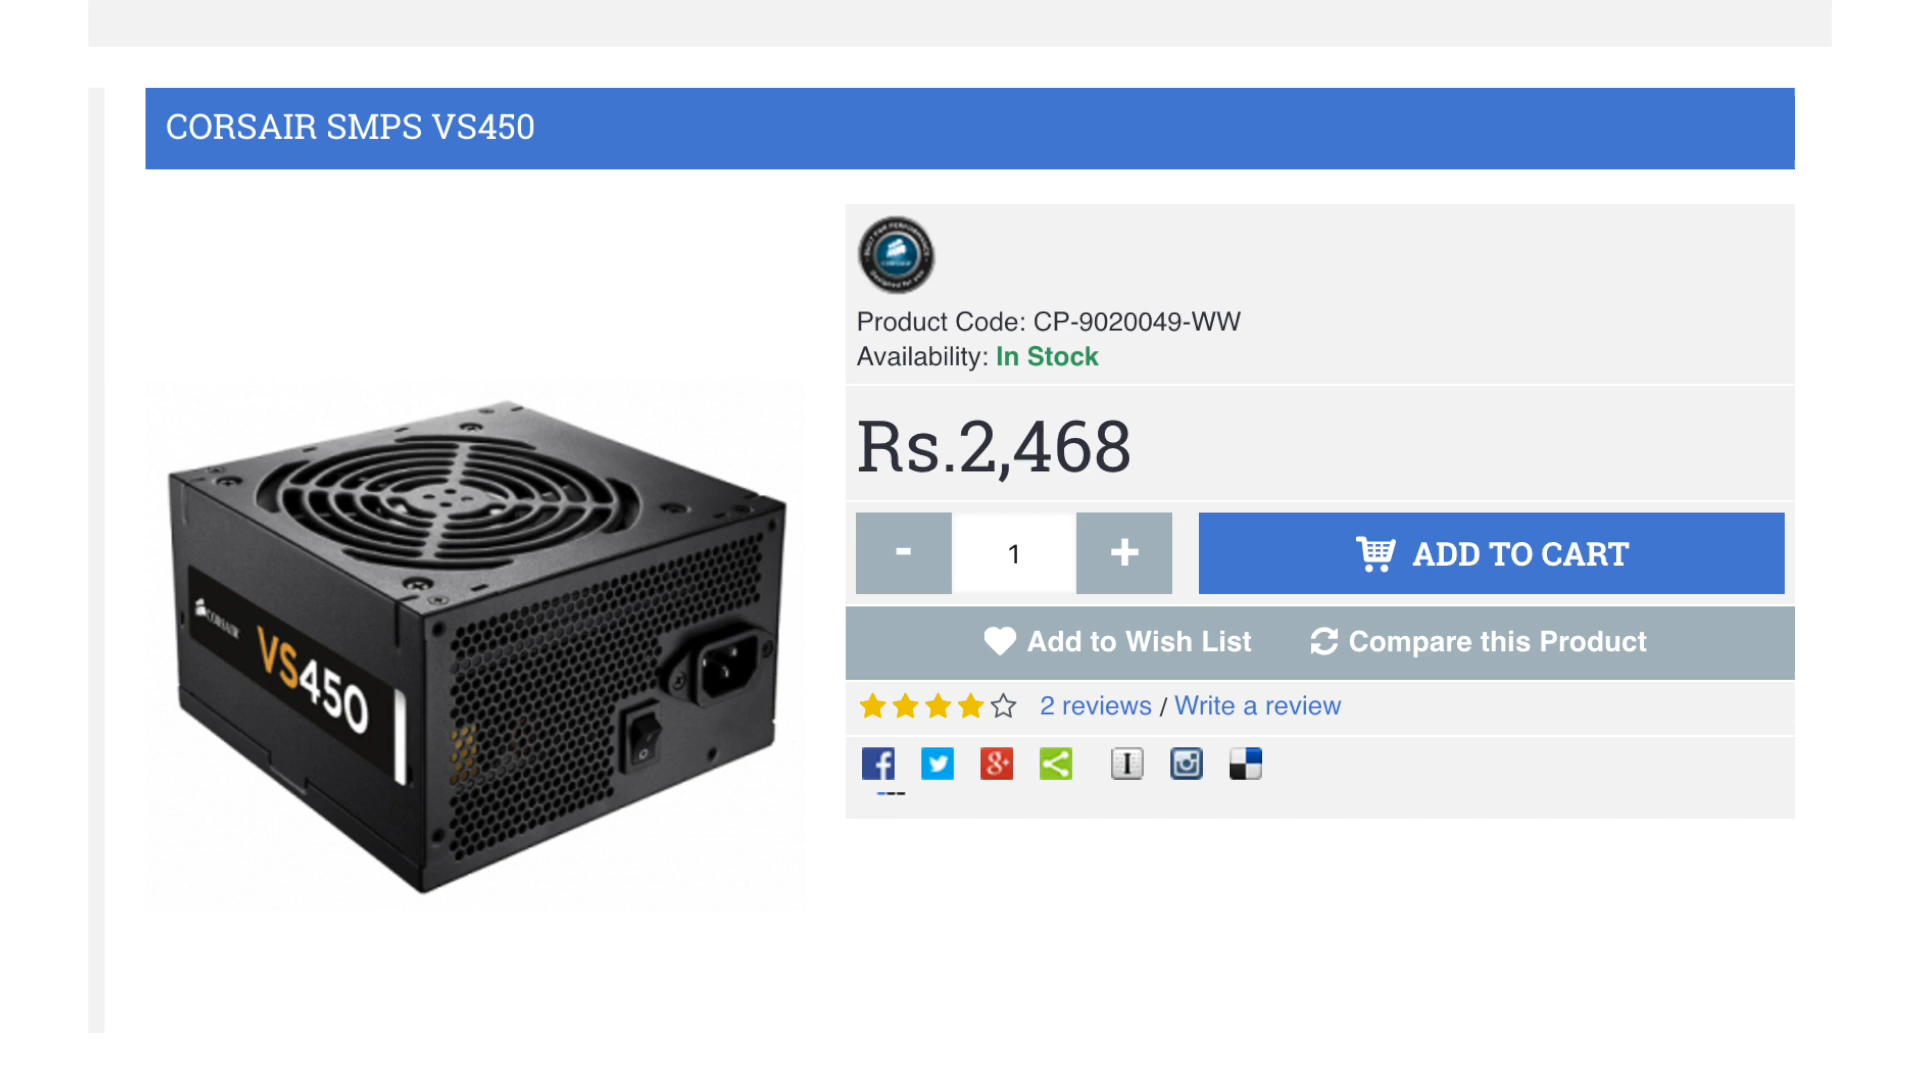 CORSAIR SMPS VS450
Product Code: CP-9020049-WW
Availability: In Stock
Rs.2,468
- 1 + ADD TO CART
Add to Wish List Compare this Product
2 reviews / Write a review
CORSAIR
VS450